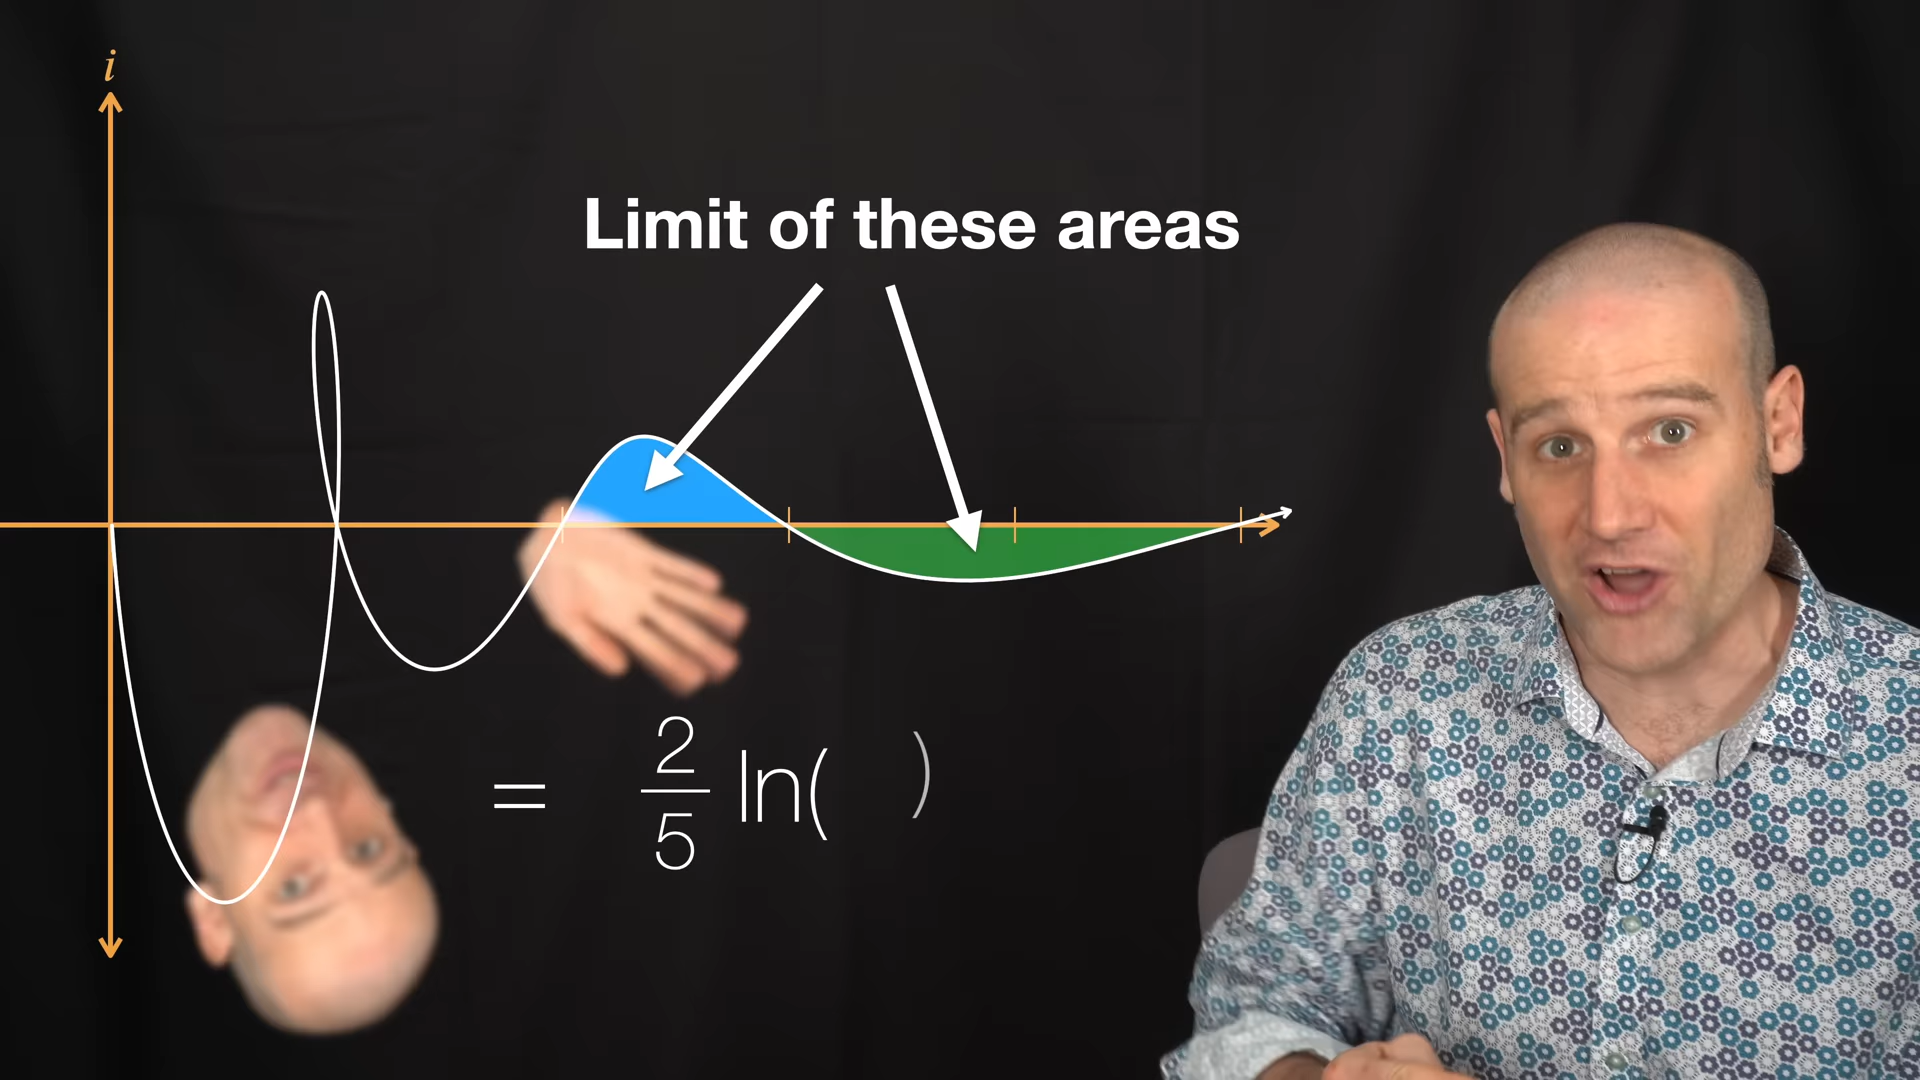 i
Limit of these areas
= 2/5 ln( )